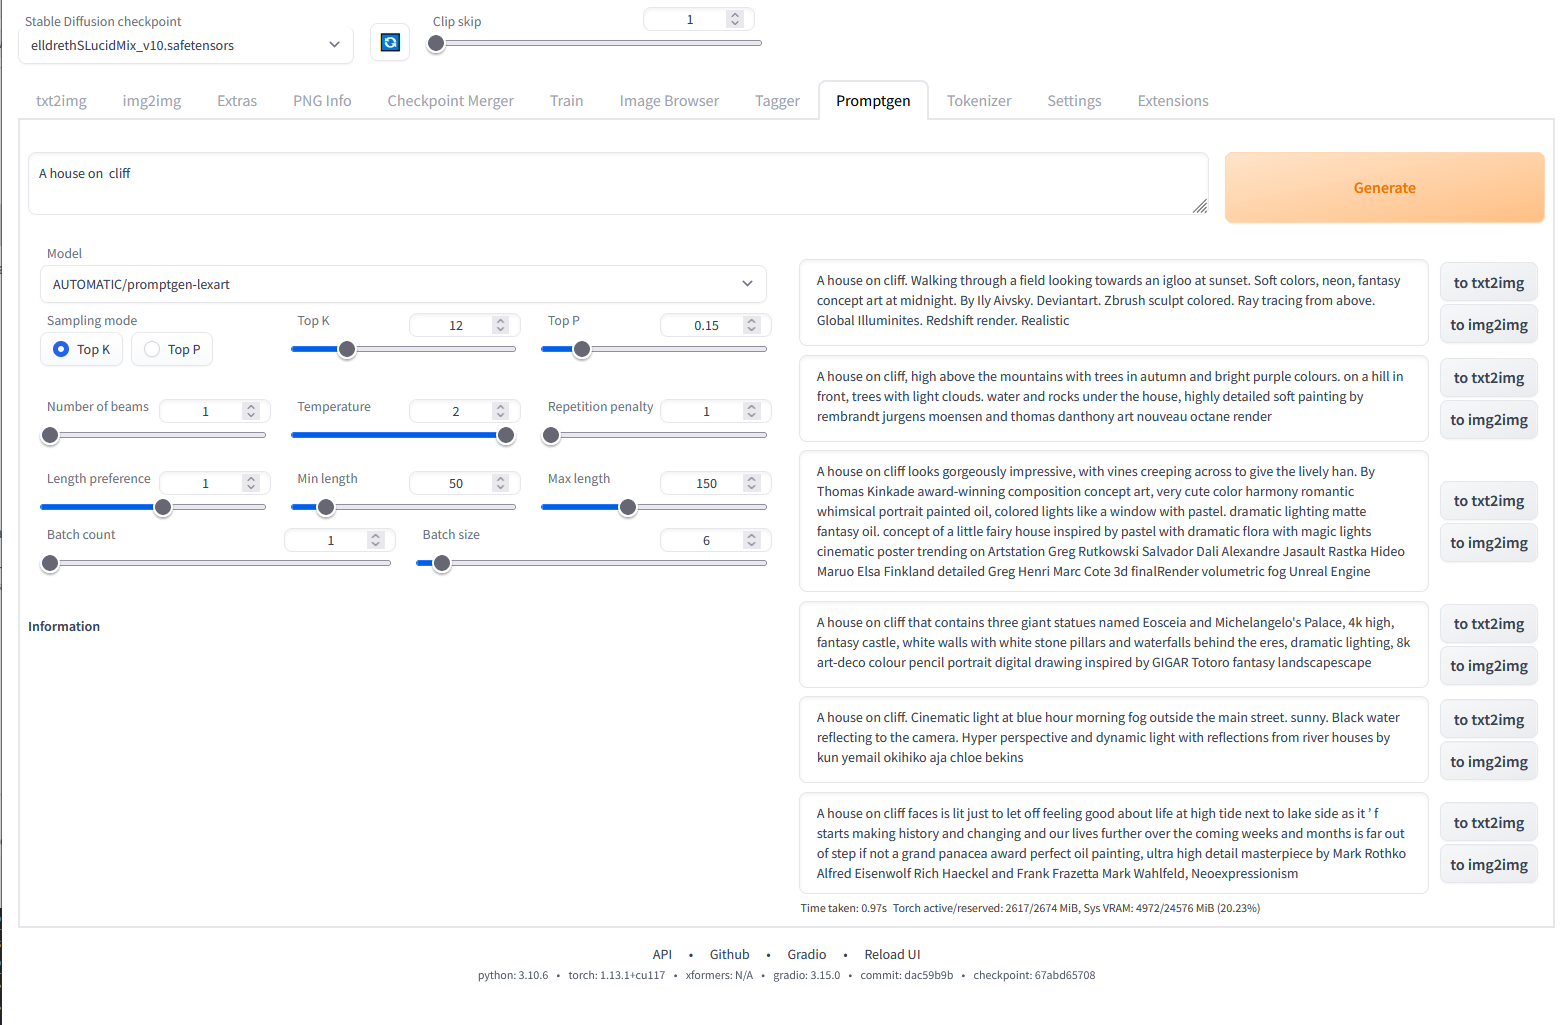 Stable Diffusion checkpoint
elldrethSLucidMix_v10.safetensors
Clip skip
1
txt2img
img2img
Extras
PNG Info
Checkpoint Merger
Train
Image Browser
Tagger
Promptgen
Tokenizer
Settings
Extensions
A house on  cliff
Generate
Model
AUTOMATIC/promptgen-lexart
Sampling mode
Top K
Top P
Top K
12
Top P
0.15
Number of beams
1
Temperature
2
Repetition penalty
1
Length preference
1
Min length
50
Max length
150
Batch count
1
Batch size
6
Information
A house on cliff. Walking through a field looking towards an igloo at sunset. Soft colors, neon, fantasy
concept art at midnight. By Ily Aivsky. Deviantart. Zbrush sculpt colored. Ray tracing from above.
Global Illuminites. Redshift render. Realistic
to txt2img
to img2img
A house on cliff, high above the mountains with trees in autumn and bright purple colours. on a hill in
front, trees with light clouds. water and rocks under the house, highly detailed soft painting by
rembrandt jurgens moensen and thomas danthony art nouveau octane render
to txt2img
to img2img
A house on cliff looks gorgeously impressive, with vines creeping across to give the lively han. By
Thomas Kinkade award-winning composition concept art, very cute color harmony romantic
whimsical portrait painted oil, colored lights like a window with pastel. dramatic lighting matte
fantasy oil. concept of a little fairy house inspired by pastel with dramatic flora with magic lights
cinematic poster trending on Artstation Greg Rutkowski Salvador Dali Alexandre Jasault Rastka Hideo
Maruo Elsa Finkland detailed Greg Henri Marc Cote 3d finalRender volumetric fog Unreal Engine
to txt2img
to img2img
A house on cliff that contains three giant statues named Eosceia and Michelangelo's Palace, 4k high,
fantasy castle, white walls with white stone pillars and waterfalls behind the eres, dramatic lighting, 8k
art-deco colour pencil portrait digital drawing inspired by GIGAR Totoro fantasy landscapescape
to txt2img
to img2img
A house on cliff. Cinematic light at blue hour morning fog outside the main street. sunny. Black water
reflecting to the camera. Hyper perspective and dynamic light with reflections from river houses by
kun yemail okihiko aja chloe bekins
to txt2img
to img2img
A house on cliff faces is lit just to let off feeling good about life at high tide next to lake side as it ’ f
starts making history and changing and our lives further over the coming weeks and months is far out
of step if not a grand panacea award perfect oil painting, ultra high detail masterpiece by Mark Rothko
Alfred Eisenwolf Rich Haeckel and Frank Frazetta Mark Wahlfeld, Neoexpressionism
to txt2img
to img2img
Time taken: 0.97s  Torch active/reserved: 2617/2674 MiB, Sys VRAM: 4972/24576 MiB (20.23%)
API • Github • Gradio • Reload UI
python: 3.10.6 • torch: 1.13.1+cu117 • xformers: N/A • gradio: 3.15.0 • commit: dac59b9b • checkpoint: 67abd65708